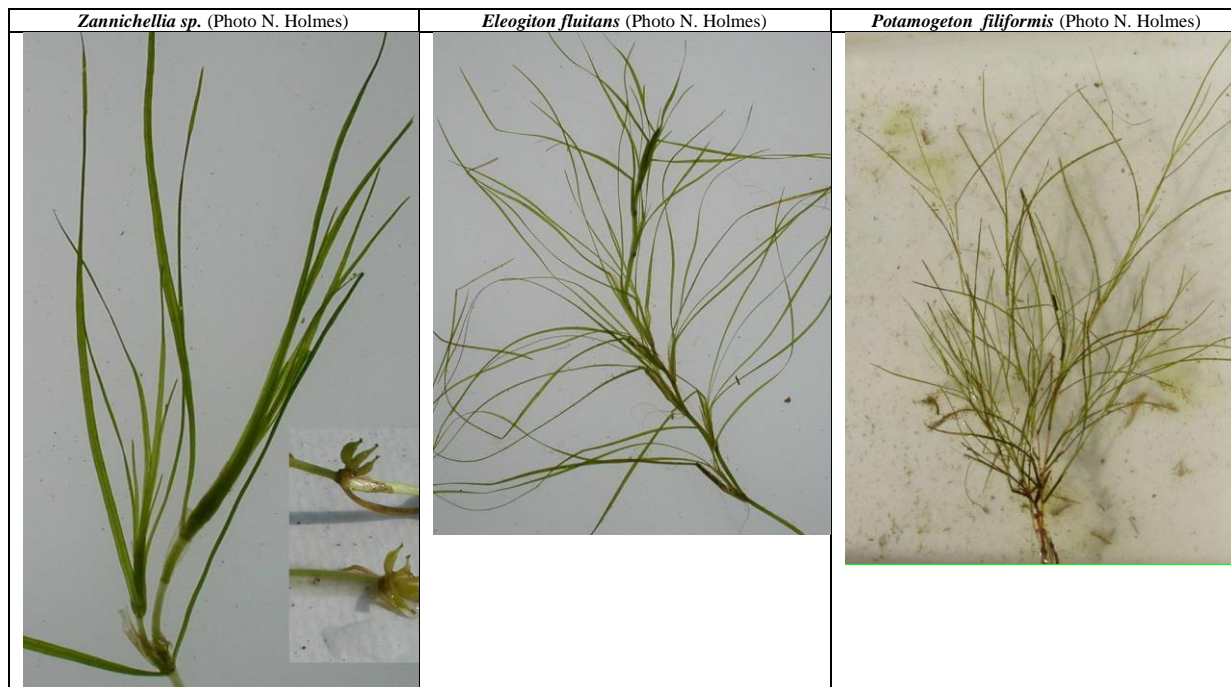 Zannichellia sp. (Photo N. Holmes)
Eleogiton fluitans (Photo N. Holmes)
Potamogeton filiformis (Photo N. Holmes)